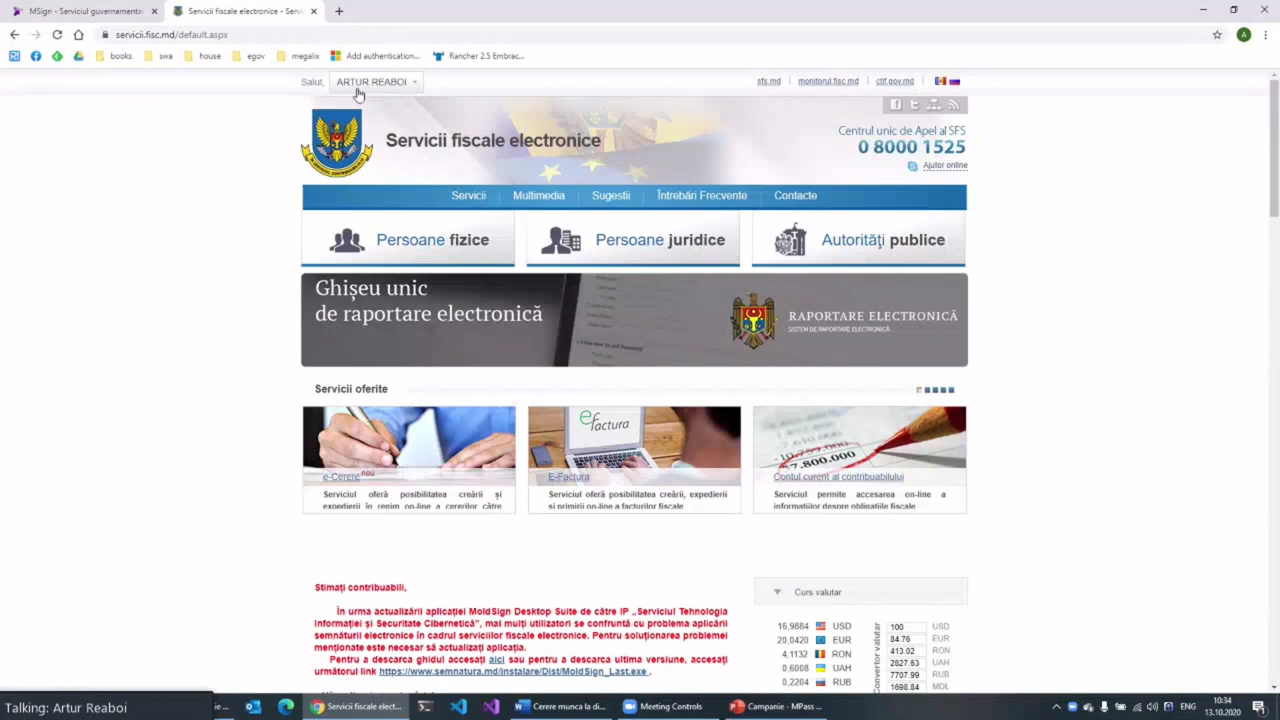 MSign - Serviciul guvernamental
Servicii fiscale electronice - Serv
servicii.fisc.md/default.aspx
A
books
swa
house
egov
megalix
Add authentication...
Rancher 2.5 Embrac...
Salut, ARTUR REABOI
sfs.md
monitorul.fisc.md
ctif.gov.md
Servicii fiscale electronice
Centrul unic de Apel al SFS
0 8000 1525
Ajutor online
Servicii
Multimedia
Sugestii
Întrebări Frecvente
Contacte
Persoane fizice
Persoane juridice
Autorităţi publice
Ghișeu unic
de raportare electronică
RAPORTARE ELECTRONICĂ
SISTEM DE RAPORTARE ELECTRONICĂ
Servicii oferite
efactura
10,759.000
37.800.000
e-Cerere nou
E-Factura
Contul curent al contribuabilului
Serviciul oferă posibilitatea creării și
expedierii în regim on-line a cererilor către
Serviciul oferă posibilitatea creării, expedierii
si primirii on-line a facturilor fiscale
Serviciul permite accesarea on-line a
informațiilor despre obligațiile fiscale
Stimați contribuabili,
În urma actualizării aplicației MoldSign Desktop Suite de către IP „Serviciul Tehnologia
Informației și Securitate Cibernetică”, mai mulți utilizatori se confruntă cu problema aplicării
semnăturii electronice în cadrul serviciilor fiscale electronice. Pentru soluționarea problemei
menționate este necesar să actualizați aplicația.
Pentru a descarca ghidul accesați aici sau pentru a descarca ultima versiune, accesați
următorul link https://www.semnatura.md/instalare/Dist/MoldSign_Last.exe .
Curs valutar
16,9884 USD
20,0420 EUR
4,1132 RON
0,6008 UAH
0,2204 RUB
Convertor valutar
100 USD
84.76 EUR
413.02 RON
2827.63 UAH
7707.99 RUB
1698.84 MDL
Talking: Artur Reaboi
ie ...
Servicii fiscale elect...
Cerere munca la di...
Meeting Controls
Campanie - MPass ...
ENG
10:34
13.10.2020